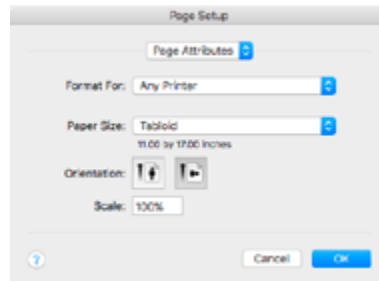 Page Setup
Page Attributes
Format For: Any Printer
Paper Size: Tabloid
11.00 by 17.00 inches
Orientation:
Scale: 100%
? Cancel OK